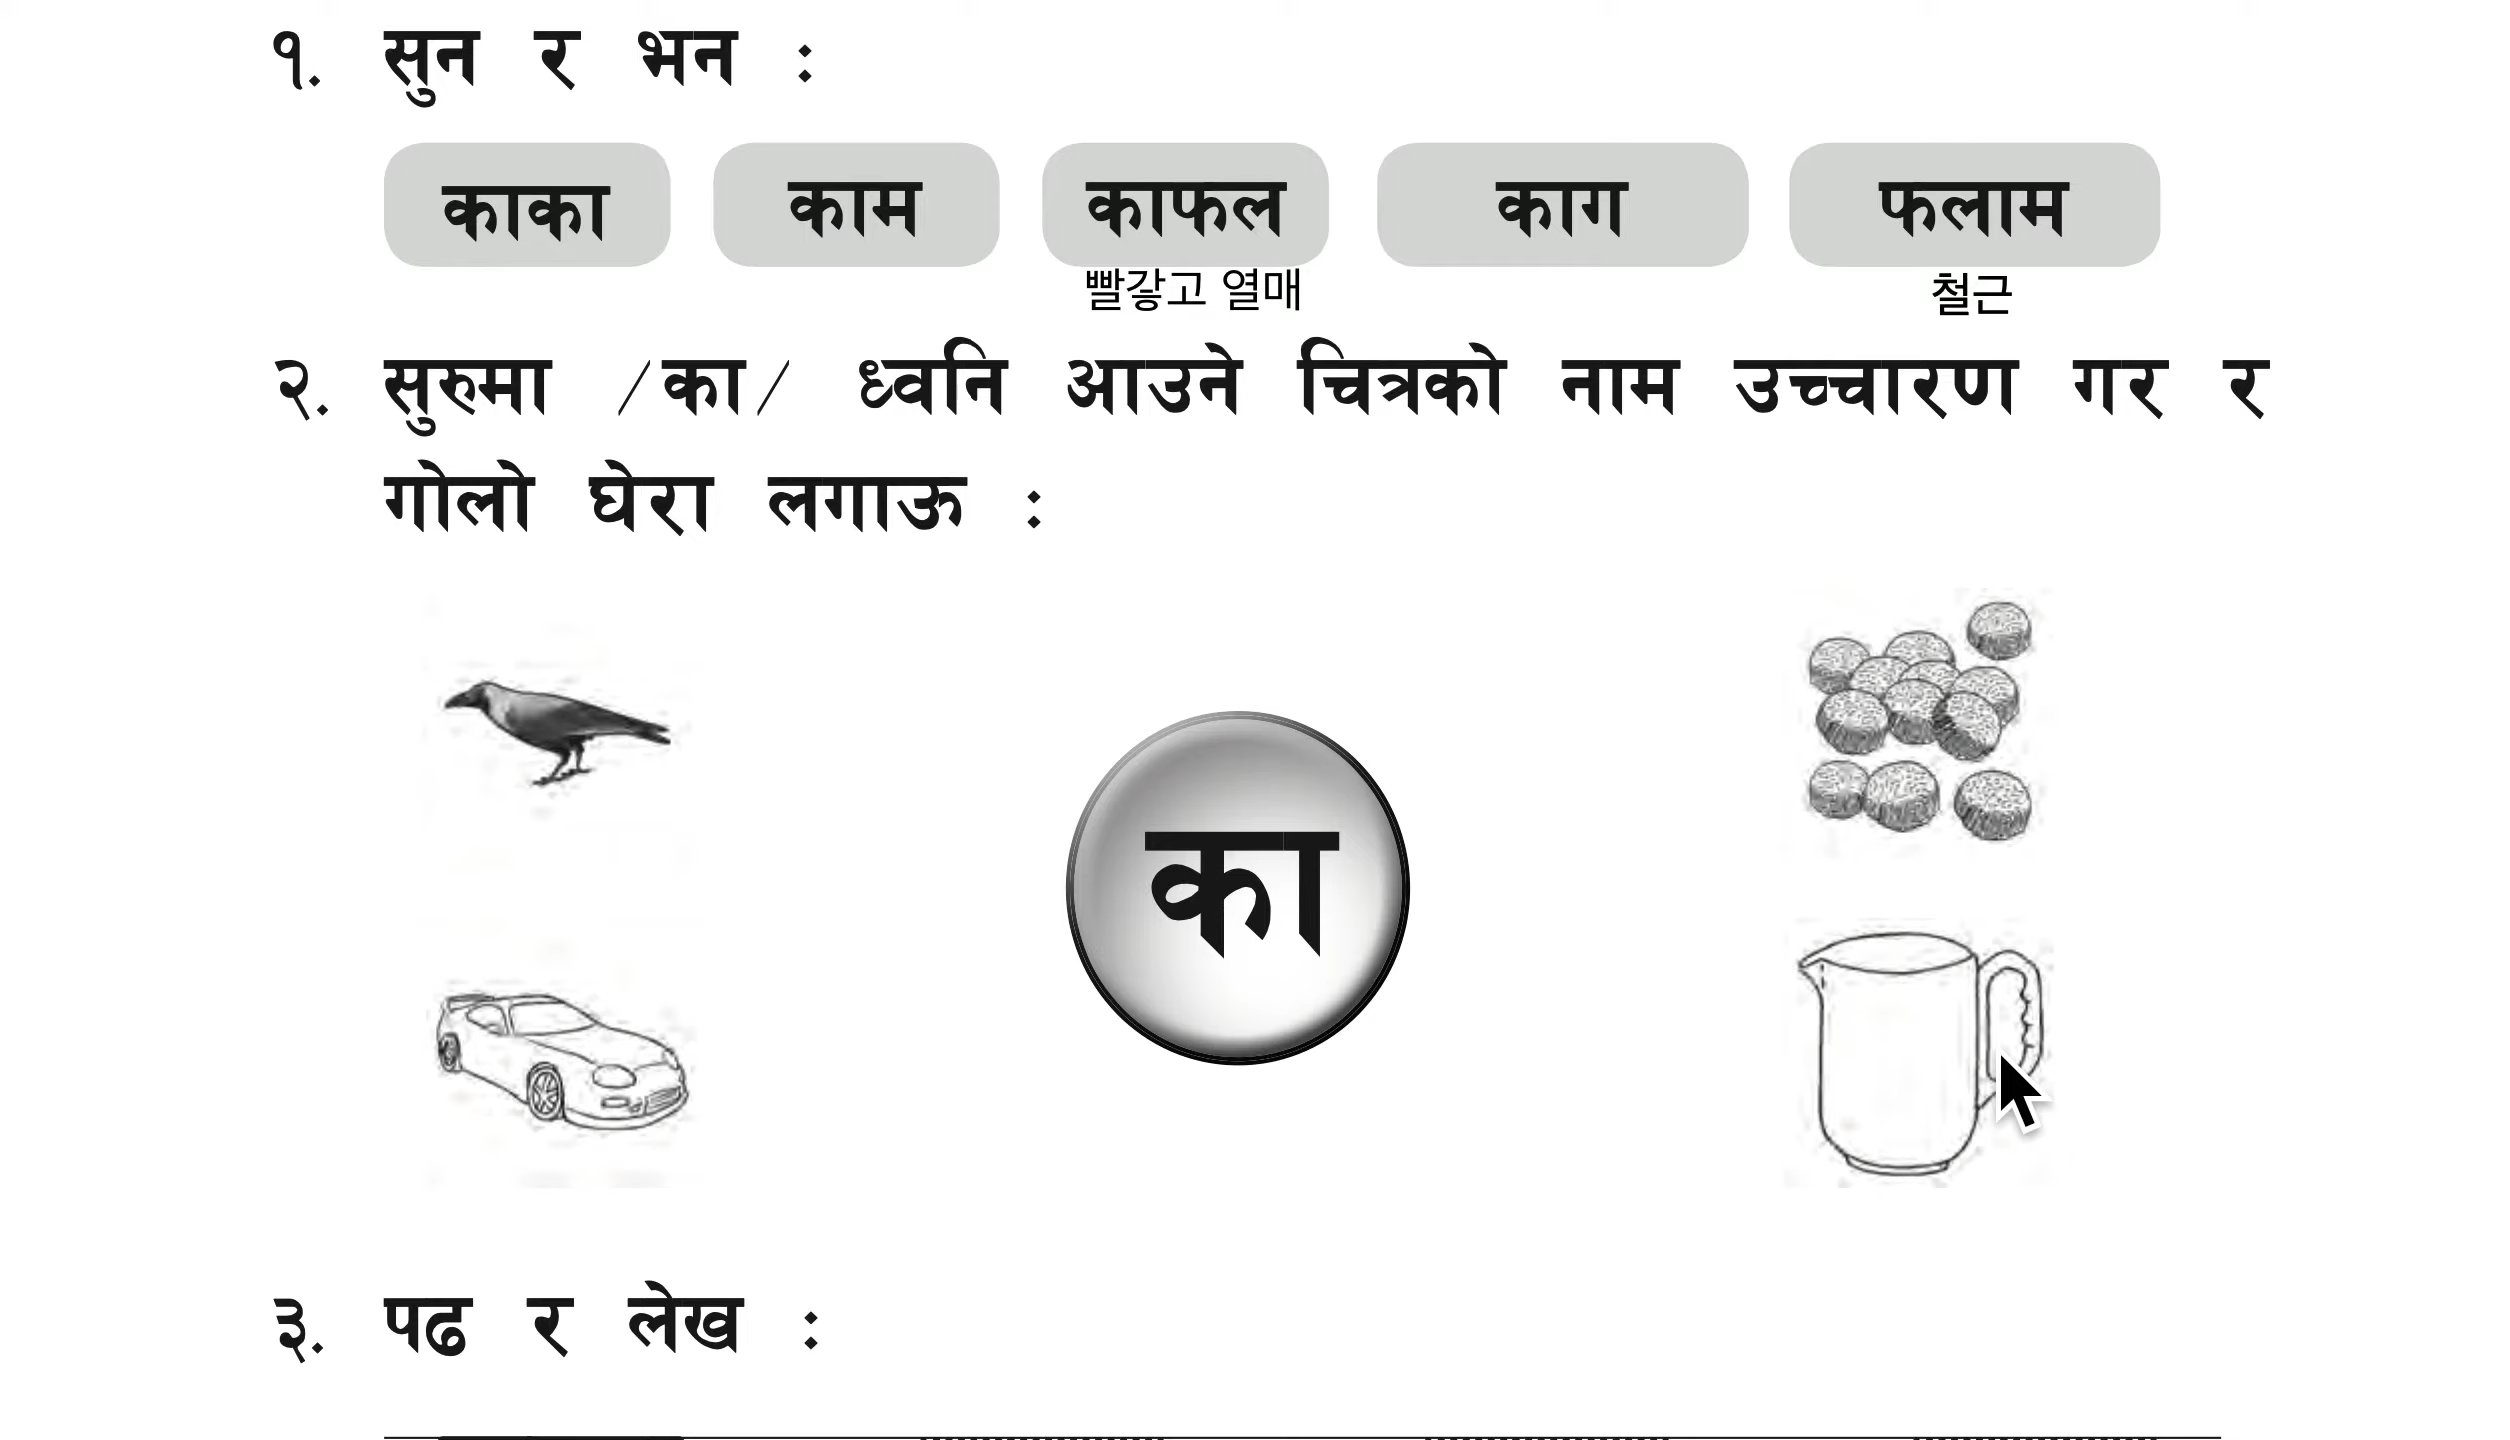 १. सुन र भन :
काका काम काफल काग फलाम
빨갛고 열매 철근
२. सुरुमा /का/ ध्वनि आउने चित्रको नाम उच्चारण गर र
गोलो घेरा लगाऊ :
का
३. पढ र लेख :